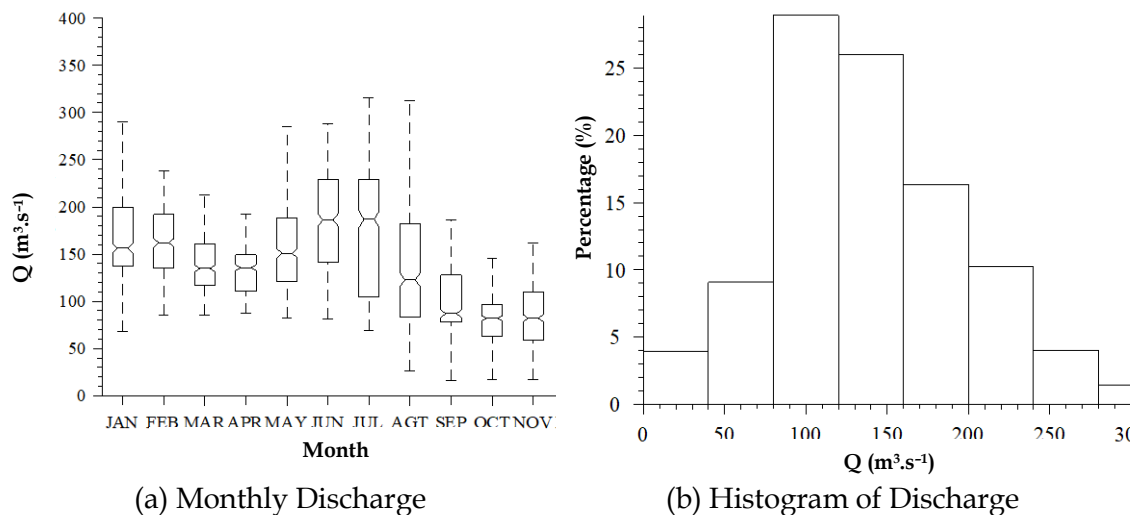 400
350
300
250
200
150
100
50
0
Q (m³.s⁻¹)
JAN FEB MAR APR MAY JUN JUL AGT SEP OCT NOV
Month
(a) Monthly Discharge
25
20
15
10
5
0
Percentage (%)
0 50 100 150 200 250 300
Q (m³.s⁻¹)
(b) Histogram of Discharge